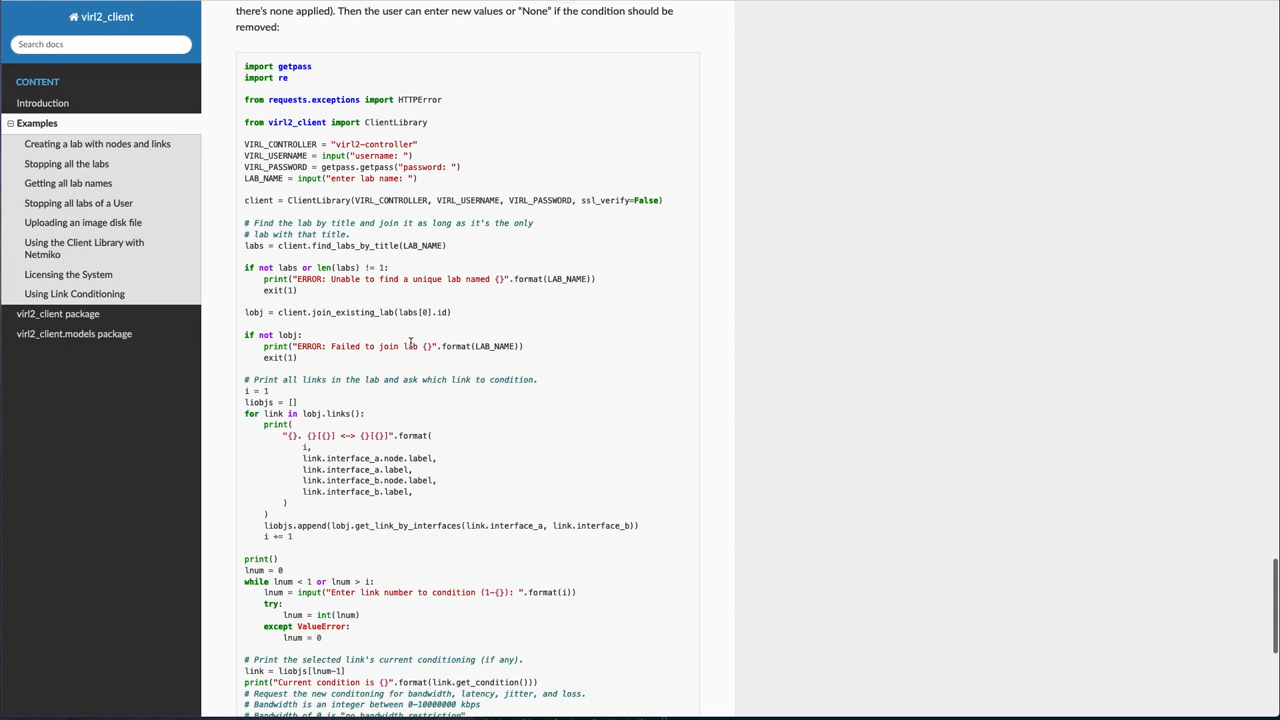 virl2_client
Search docs
CONTENT
Introduction
Examples
Creating a lab with nodes and links
Stopping all the labs
Getting all lab names
Stopping all labs of a User
Uploading an image disk file
Using the Client Library with
Netmiko
Licensing the System
Using Link Conditioning
virl2_client package
virl2_client.models package
there's none applied). Then the user can enter new values or “None” if the condition should be
removed:
import getpass
import re
from requests.exceptions import HTTPError
from virl2_client import ClientLibrary
VIRL_CONTROLLER = "virl2-controller"
VIRL_USERNAME = input("username: ")
VIRL_PASSWORD = getpass.getpass("password: ")
LAB_NAME = input("enter lab name: ")
client = ClientLibrary(VIRL_CONTROLLER, VIRL_USERNAME, VIRL_PASSWORD, ssl_verify=False)
# Find the lab by title and join it as long as it's the only
# lab with that title.
labs = client.find_labs_by_title(LAB_NAME)
if not labs or len(labs) != 1:
    print("ERROR: Unable to find a unique lab named {}".format(LAB_NAME))
    exit(1)
lobj = client.join_existing_lab(labs[0].id)
if not lobj:
    print("ERROR: Failed to join lab {}".format(LAB_NAME))
    exit(1)
# Print all links in the lab and ask which link to condition.
i = 1
liobjs = []
for link in lobj.links():
    print(
        "{}. {}[{}] <-> {}[{}]".format(
            i,
            link.interface_a.node.label,
            link.interface_a.label,
            link.interface_b.node.label,
            link.interface_b.label,
        )
    )
    liobjs.append(lobj.get_link_by_interfaces(link.interface_a, link.interface_b))
    i += 1
print()
lnum = 0
while lnum < 1 or lnum > i:
    lnum = input("Enter link number to condition (1-{}): ".format(i))
    try:
        lnum = int(lnum)
    except ValueError:
        lnum = 0
# Print the selected link's current conditioning (if any).
link = liobjs[lnum-1]
print("Current condition is {}".format(link.get_condition()))
# Request the new conditoning for bandwidth, latency, jitter, and loss.
# Bandwidth is an integer between 0-10000000 kbps
# Bandwidth of 0 is "no bandwidth restriction"